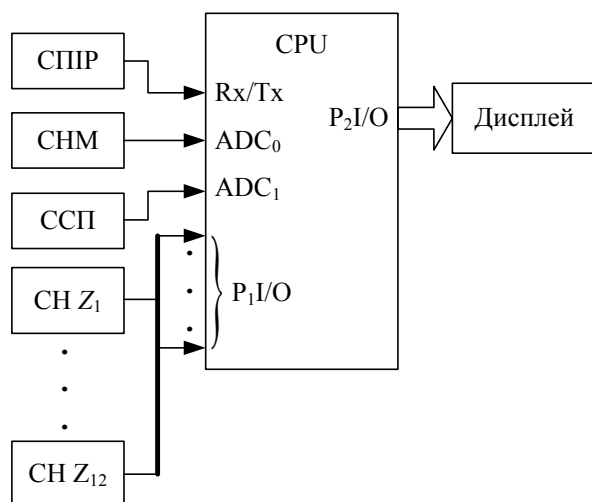 CPU
СПІР
Rx/Tx
P₂I/O
Дисплей
СНМ
ADC₀
ССП
ADC₁
СН Z₁
P₁I/O
СН Z₁₂